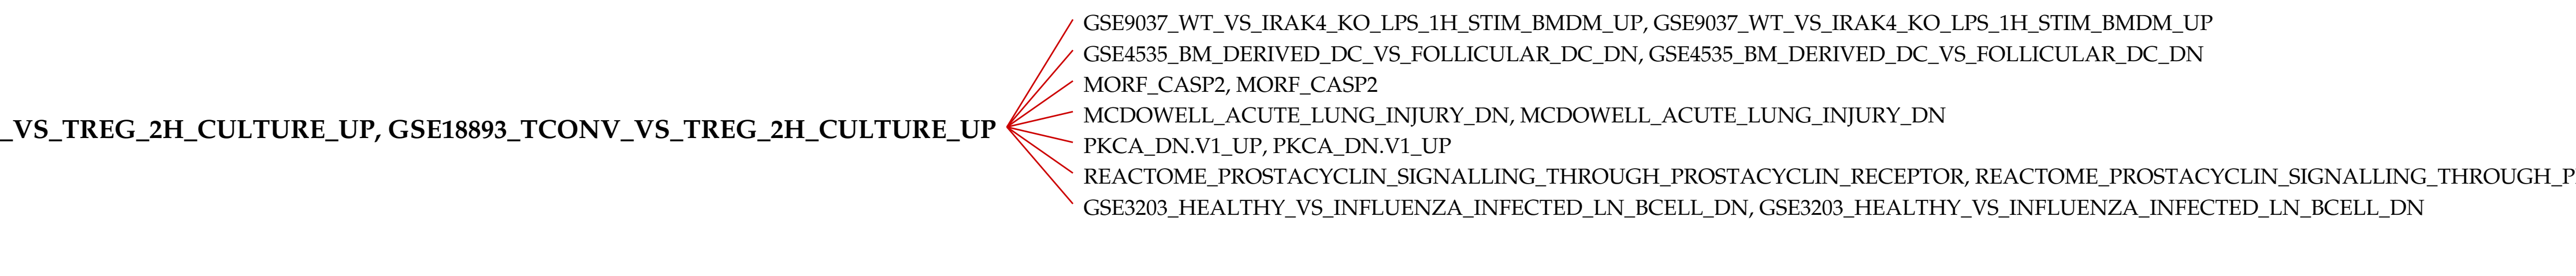 GSE9037_WT_VS_IRAK4_KO_LPS_1H_STIM_BMDM_UP, GSE9037_WT_VS_IRAK4_KO_LPS_1H_STIM_BMDM_UP
GSE4535_BM_DERIVED_DC_VS_FOLLICULAR_DC_DN, GSE4535_BM_DERIVED_DC_VS_FOLLICULAR_DC_DN
MORF_CASP2, MORF_CASP2
MCDOWELL_ACUTE_LUNG_INJURY_DN, MCDOWELL_ACUTE_LUNG_INJURY_DN
_VS_TREG_2H_CULTURE_UP, GSE18893_TCONV_VS_TREG_2H_CULTURE_UP
PKCA_DN.V1_UP, PKCA_DN.V1_UP
REACTOME_PROSTACYCLIN_SIGNALLING_THROUGH_PROSTACYCLIN_RECEPTOR, REACTOME_PROSTACYCLIN_SIGNALLING_THROUGH_P
GSE3203_HEALTHY_VS_INFLUENZA_INFECTED_LN_BCELL_DN, GSE3203_HEALTHY_VS_INFLUENZA_INFECTED_LN_BCELL_DN